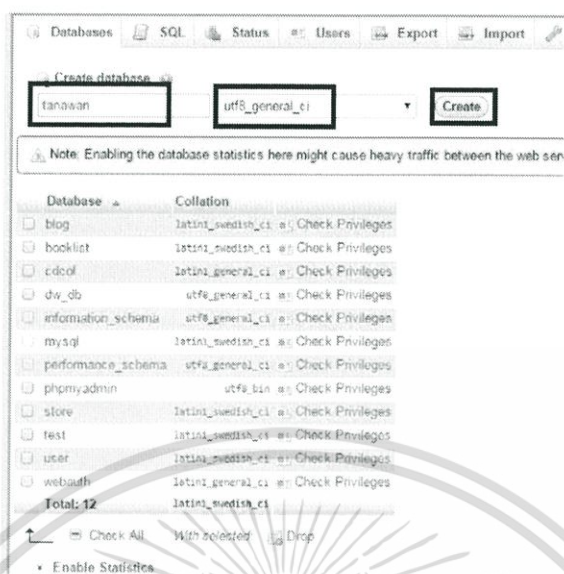 Databases SQL Status Users Export Import
Create database
tanawan utf8_general_ci Create
Note: Enabling the database statistics here might cause heavy traffic between the web serv
Database Collation
blog latin1_swedish_ci Check Privileges
booklist latin1_swedish_ci Check Privileges
cdcol latin1_general_ci Check Privileges
dw_db utf8_general_ci Check Privileges
information_schema utf8_general_ci Check Privileges
mysql latin1_swedish_ci Check Privileges
performance_schema utf8_general_ci Check Privileges
phpmyadmin utf8_bin Check Privileges
store latin1_swedish_ci Check Privileges
test latin1_swedish_ci Check Privileges
user latin1_swedish_ci Check Privileges
webauth latin1_general_ci Check Privileges
Total: 12 latin1_swedish_ci
Check All With selected: Drop
Enable Statistics